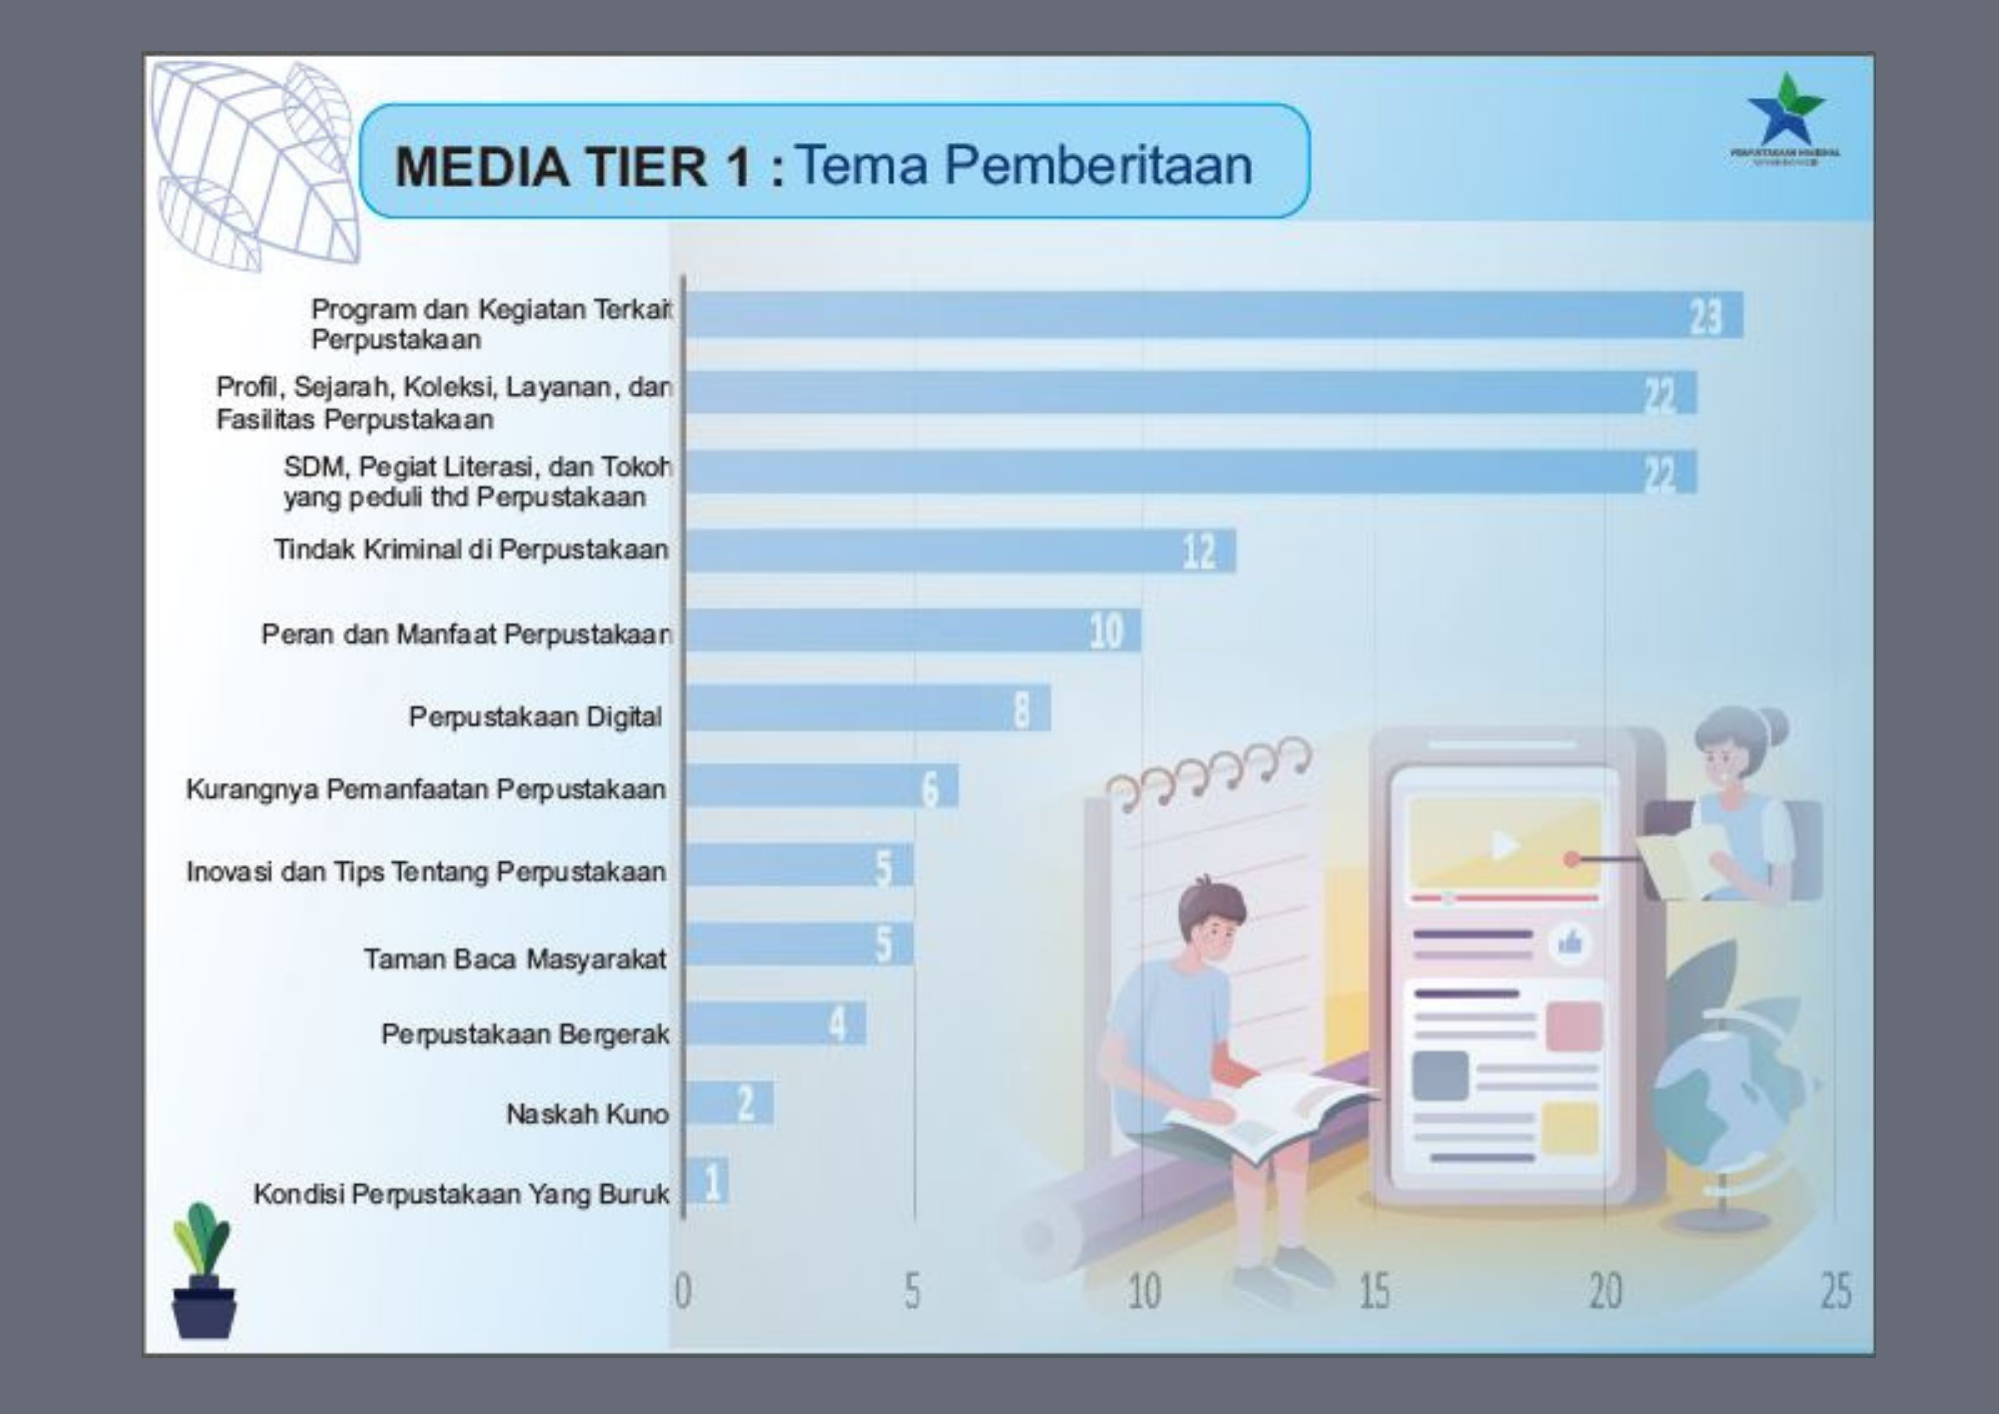 MEDIA TIER 1 : Tema Pemberitaan
PERPUSTAKAAN NASIONAL
Program dan Kegiatan Terkait
Perpustakaan
23
Profil, Sejarah, Koleksi, Layanan, dan
Fasilitas Perpustakaan
22
SDM, Pegiat Literasi, dan Tokoh
yang peduli thd Perpustakaan
22
Tindak Kriminal di Perpustakaan
12
Peran dan Manfaat Perpustakaan
10
Perpustakaan Digital
8
Kurangnya Pemanfaatan Perpustakaan
6
Inovasi dan Tips Tentang Perpustakaan
5
Taman Baca Masyarakat
5
Perpustakaan Bergerak
4
Naskah Kuno
2
Kondisi Perpustakaan Yang Buruk
1
0 5 10 15 20 25